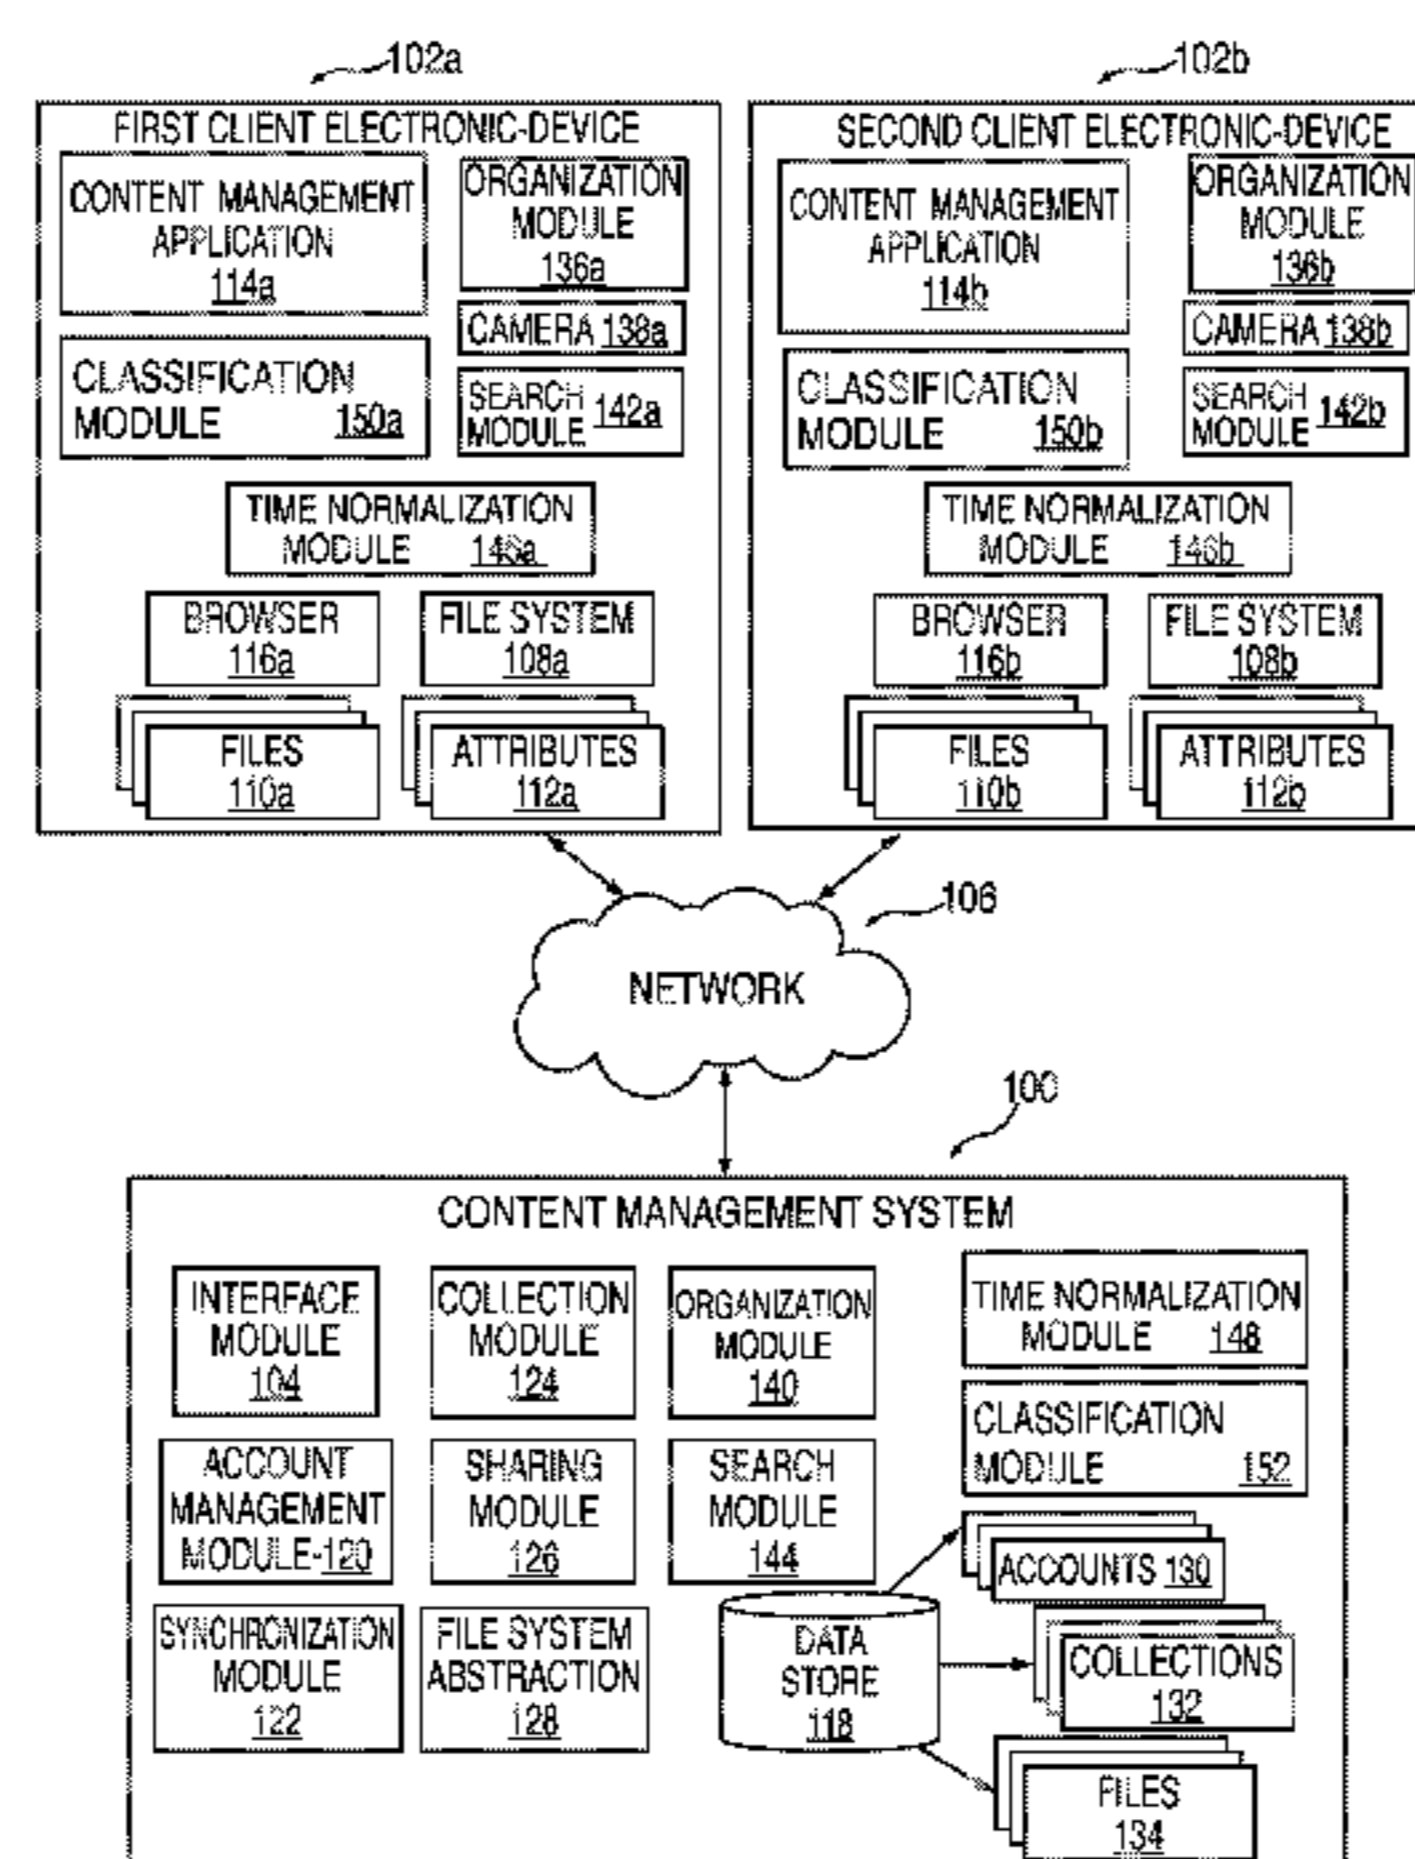 102a
FIRST CLIENT ELECTRONIC-DEVICE
CONTENT MANAGEMENT
APPLICATION
114a
ORGANIZATION
MODULE
136a
CAMERA 138a
CLASSIFICATION
MODULE 150a
SEARCH
MODULE 142a
TIME NORMALIZATION
MODULE 146a
BROWSER
116a
FILE SYSTEM
108a
FILES
110a
ATTRIBUTES
112a
102b
SECOND CLIENT ELECTRONIC-DEVICE
CONTENT MANAGEMENT
APPLICATION
114b
ORGANIZATION
MODULE
136b
CAMERA 138b
CLASSIFICATION
MODULE 150b
SEARCH
MODULE 142b
TIME NORMALIZATION
MODULE 146b
BROWSER
116b
FILE SYSTEM
108b
FILES
110b
ATTRIBUTES
112b
106
NETWORK
100
CONTENT MANAGEMENT SYSTEM
INTERFACE
MODULE
104
COLLECTION
MODULE
124
ORGANIZATION
MODULE
140
TIME NORMALIZATION
MODULE 148
ACCOUNT
MANAGEMENT
MODULE-120
SHARING
MODULE
126
SEARCH
MODULE
144
CLASSIFICATION
MODULE 152
SYNCHRONIZATION
MODULE
122
FILE SYSTEM
ABSTRACTION
128
DATA
STORE
118
ACCOUNTS 130
COLLECTIONS
132
FILES
134